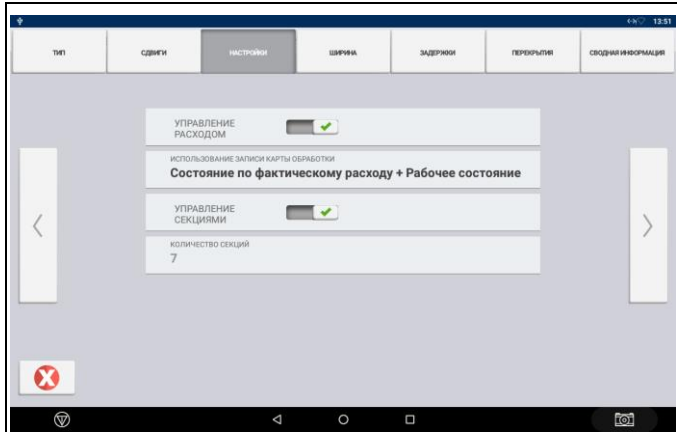 13:51
ТИП
СДВИГИ
НАСТРОЙКИ
ШИРИНА
ЗАДЕРЖКИ
ПЕРЕКРЫТИЯ
СВОДНАЯ ИНФОРМАЦИЯ
УПРАВЛЕНИЕ
РАСХОДОМ
ИСПОЛЬЗОВАНИЕ ЗАПИСИ КАРТЫ ОБРАБОТКИ
Состояние по фактическому расходу + Рабочее состояние
УПРАВЛЕНИЕ
СЕКЦИЯМИ
КОЛИЧЕСТВО СЕКЦИЙ
7